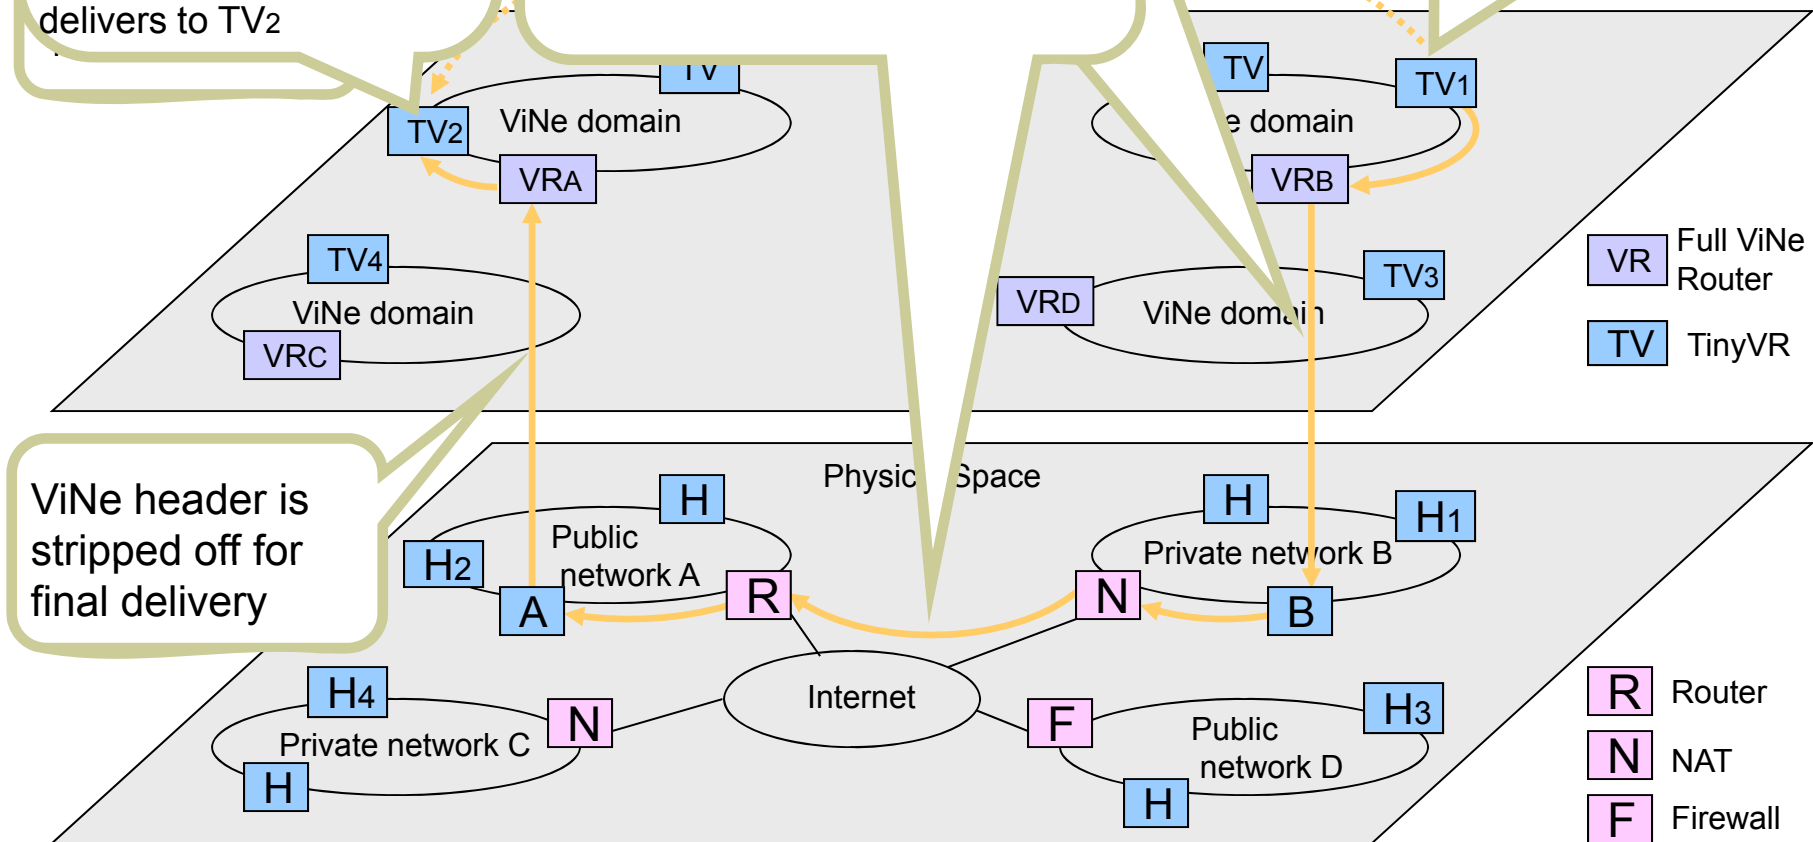 delivers to TV2
TV
TV
TV1
TV2
ViNe domain
e domain
VRA
VRB
TV4
TV3
VR
Full ViNe
Router
ViNe domain
VRD
ViNe domain
VRC
TV
TinyVR
ViNe header is
stripped off for
final delivery
Physic Space
H
H
H1
H2
Public
network A
Private network B
A
R
N
B
H4
N
Internet
F
H3
Private network C
Public
network D
H
H
R
Router
N
NAT
F
Firewall